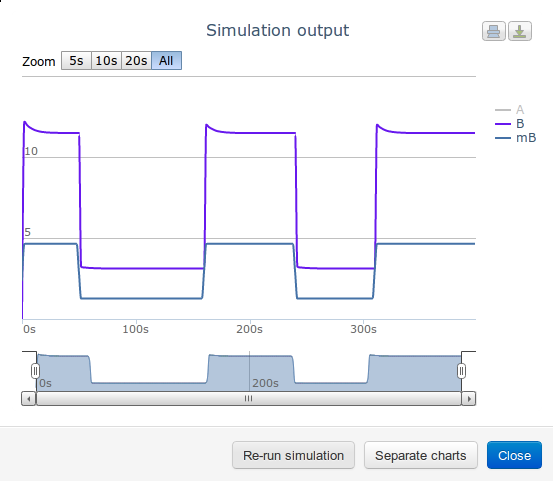 Simulation output
Zoom 5s 10s 20s All
A
B
mB
10
5
0s 100s 200s 300s
0s 200s
Re-run simulation Separate charts Close